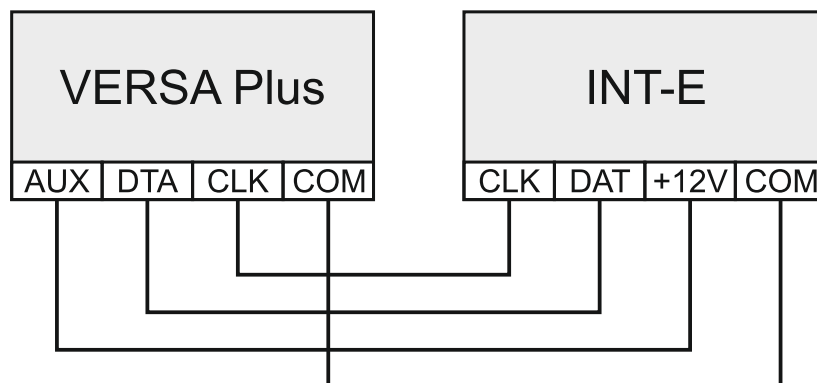 VERSA Plus
INT-E
AUX DTA CLK COM
CLK DAT +12V COM